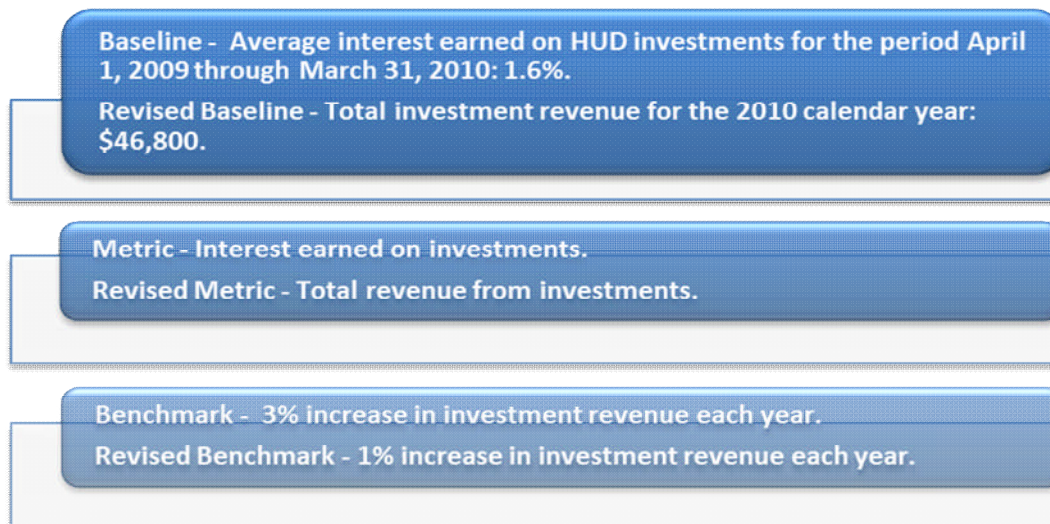 Baseline - Average interest earned on HUD investments for the period April
1, 2009 through March 31, 2010: 1.6%.
Revised Baseline - Total investment revenue for the 2010 calendar year:
$46,800.
Metric - Interest earned on investments.
Revised Metric - Total revenue from investments.
Benchmark - 3% increase in investment revenue each year.
Revised Benchmark - 1% increase in investment revenue each year.